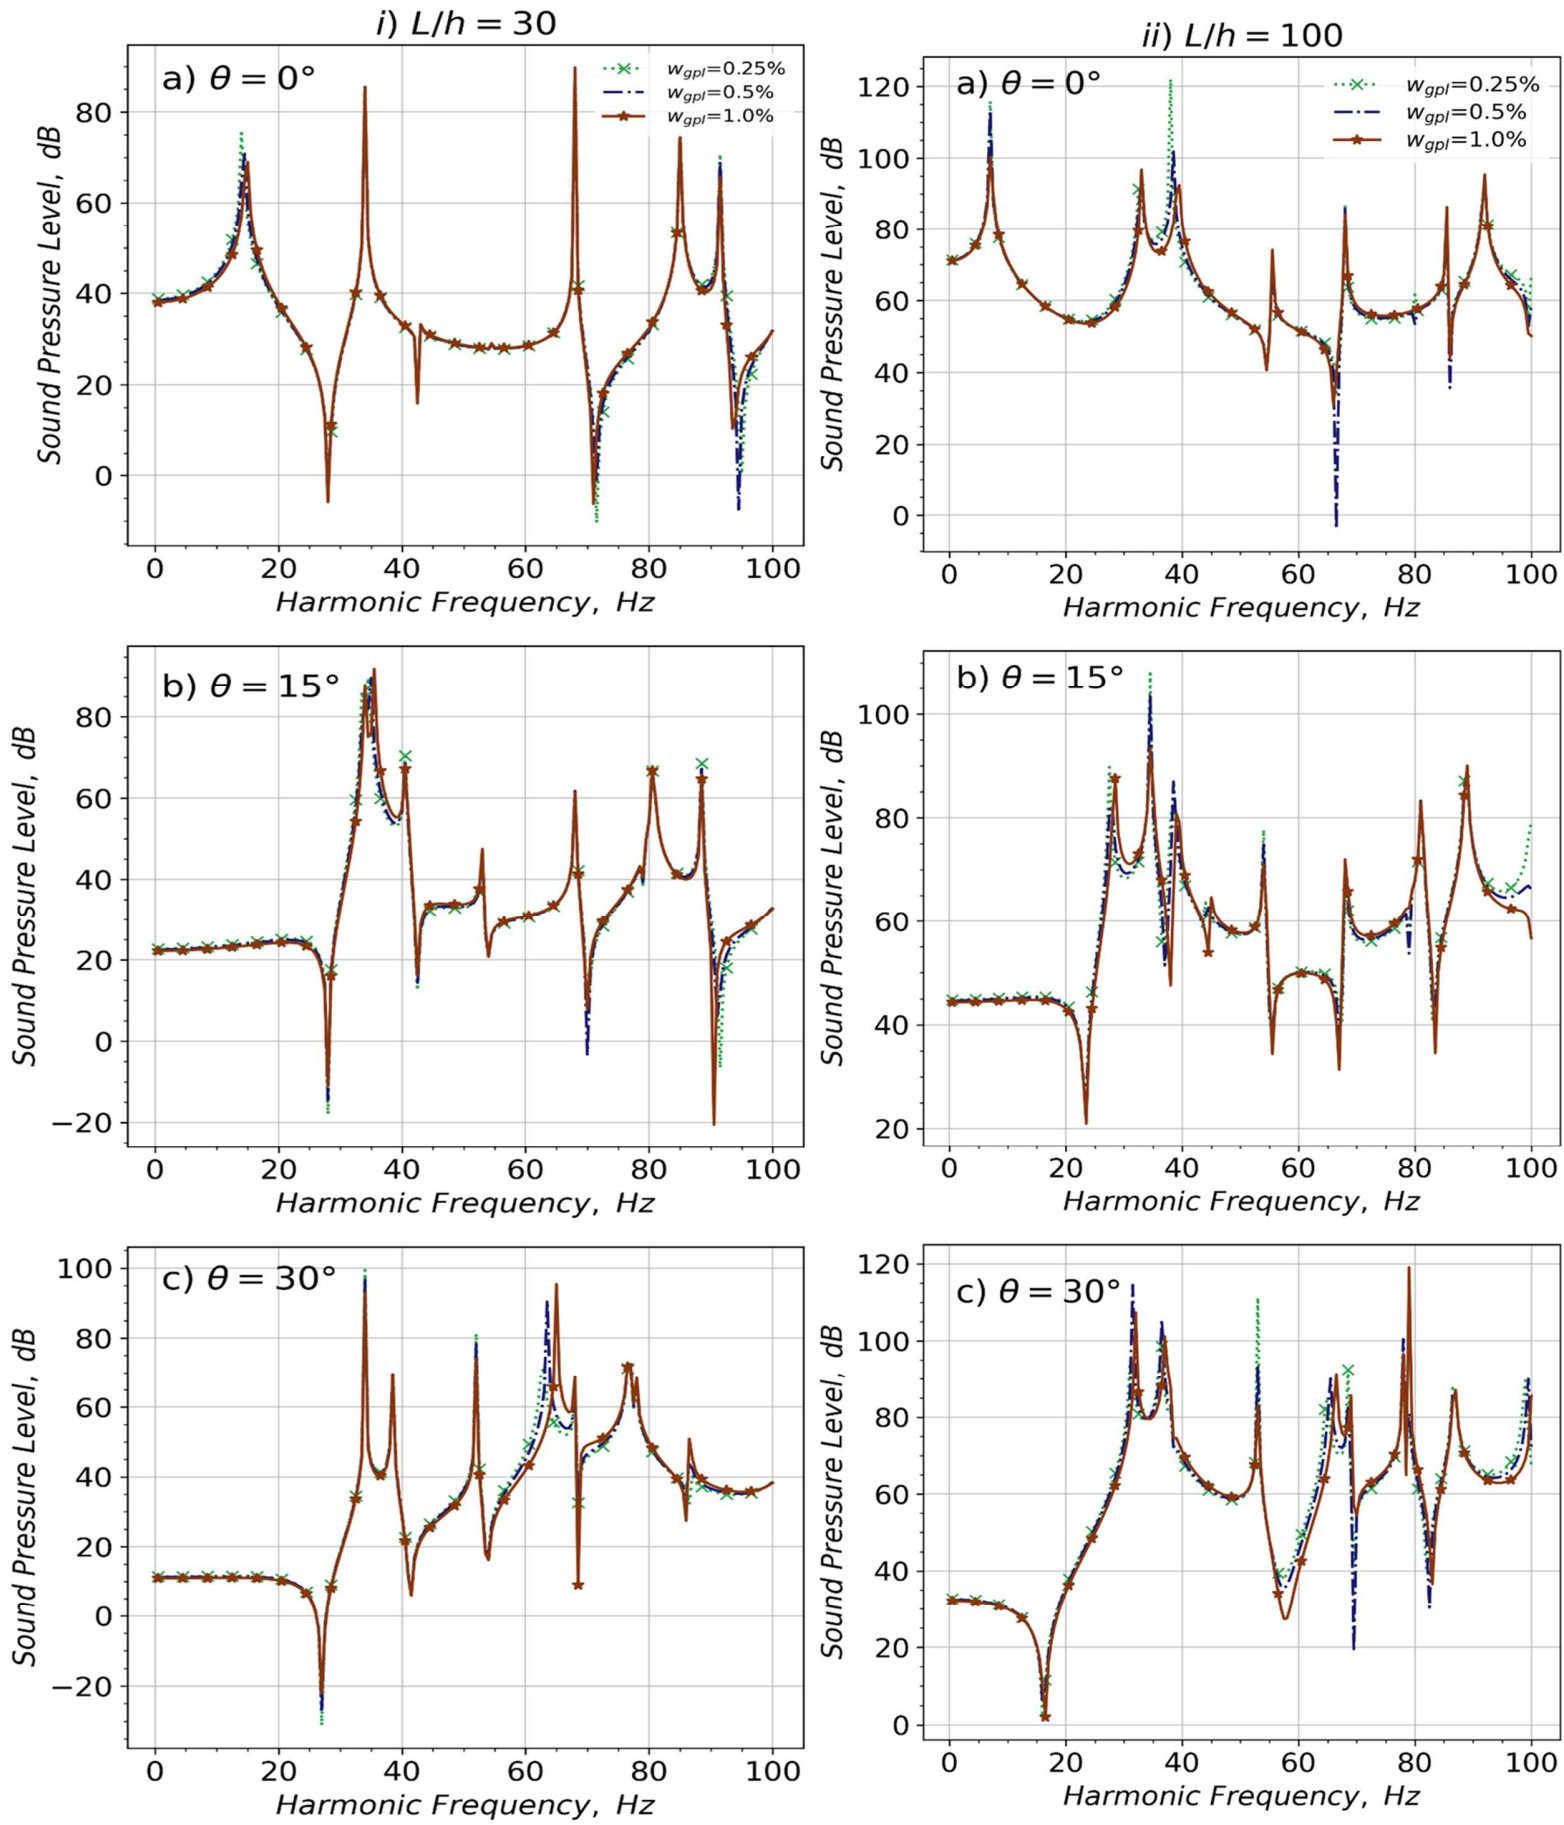 i) L/h = 30
a) θ = 0°
w_gpl=0.25%
w_gpl=0.5%
w_gpl=1.0%
Sound Pressure Level, dB
80
60
40
20
0
0 20 40 60 80 100
Harmonic Frequency, Hz
ii) L/h = 100
a) θ = 0°
w_gpl=0.25%
w_gpl=0.5%
w_gpl=1.0%
Sound Pressure Level, dB
120
100
80
60
40
20
0
0 20 40 60 80 100
Harmonic Frequency, Hz
b) θ = 15°
Sound Pressure Level, dB
80
60
40
20
0
−20
0 20 40 60 80 100
Harmonic Frequency, Hz
b) θ = 15°
Sound Pressure Level, dB
100
80
60
40
20
0 20 40 60 80 100
Harmonic Frequency, Hz
c) θ = 30°
Sound Pressure Level, dB
100
80
60
40
20
0
−20
0 20 40 60 80 100
Harmonic Frequency, Hz
c) θ = 30°
Sound Pressure Level, dB
120
100
80
60
40
20
0
0 20 40 60 80 100
Harmonic Frequency, Hz